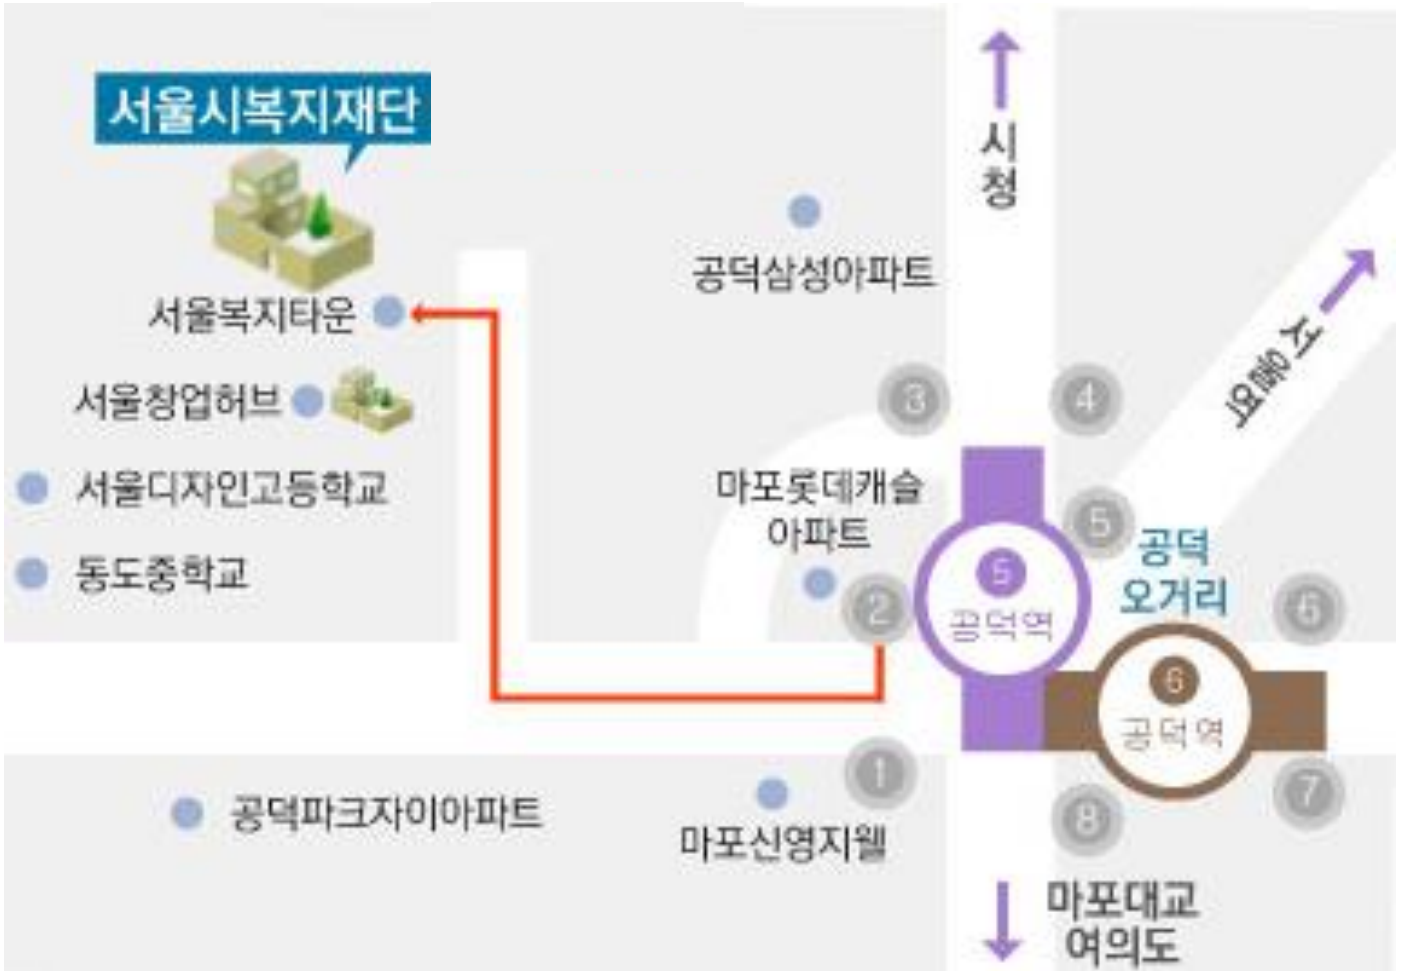 서울시복지재단
시청
공덕삼성아파트
서울복지타운
서울창업허브
서울디자인고등학교
동도중학교
3
4
마포롯데캐슬
아파트
2
5
공덕
오거리
5
공덕역
6
6
공덕역
1
7
8
공덕파크자이아파트
마포신영지웰
마포대교
여의도